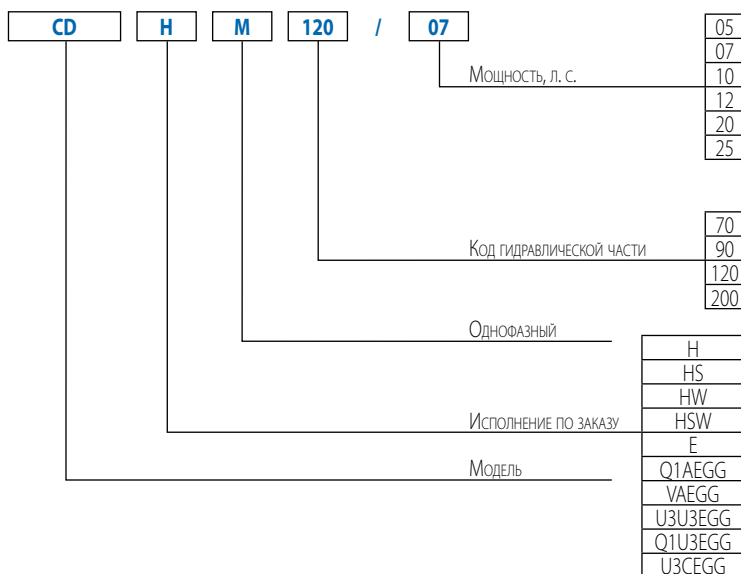 CD H M 120 / 07
Мощность, л. с.
05
07
10
12
20
25
Код гидравлической части
70
90
120
200
Однофазный
Исполнение по заказу
Модель
H
HS
HW
HSW
E
Q1AEGG
VAEGG
U3U3EGG
Q1U3EGG
U3CEGG